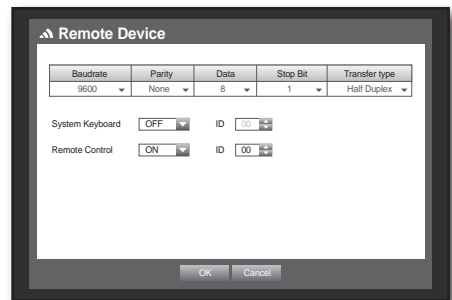 Remote Device
Baudrate Parity Data Stop Bit Transfer type
9600 None 8 1 Half Duplex
System Keyboard OFF ID 00
Remote Control ON ID 00
OK Cancel